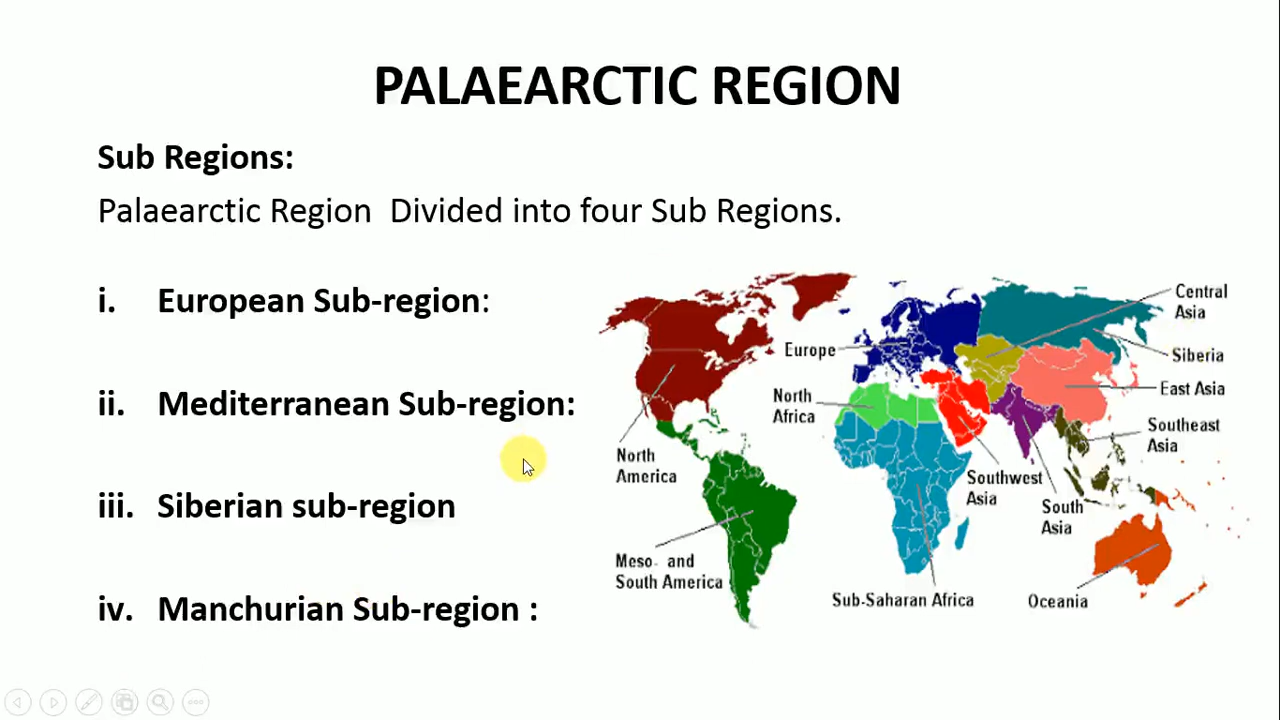 PALAEARCTIC REGION
Sub Regions:
Palaearctic Region  Divided into four Sub Regions.
i. European Sub-region:
ii. Mediterranean Sub-region:
iii. Siberian sub-region
iv. Manchurian Sub-region :
Central
Asia
Europe
Siberia
East Asia
North
Africa
Southeast
Asia
North
America
Southwest
Asia
South
Asia
Meso- and
South America
Sub-Saharan Africa
Oceania